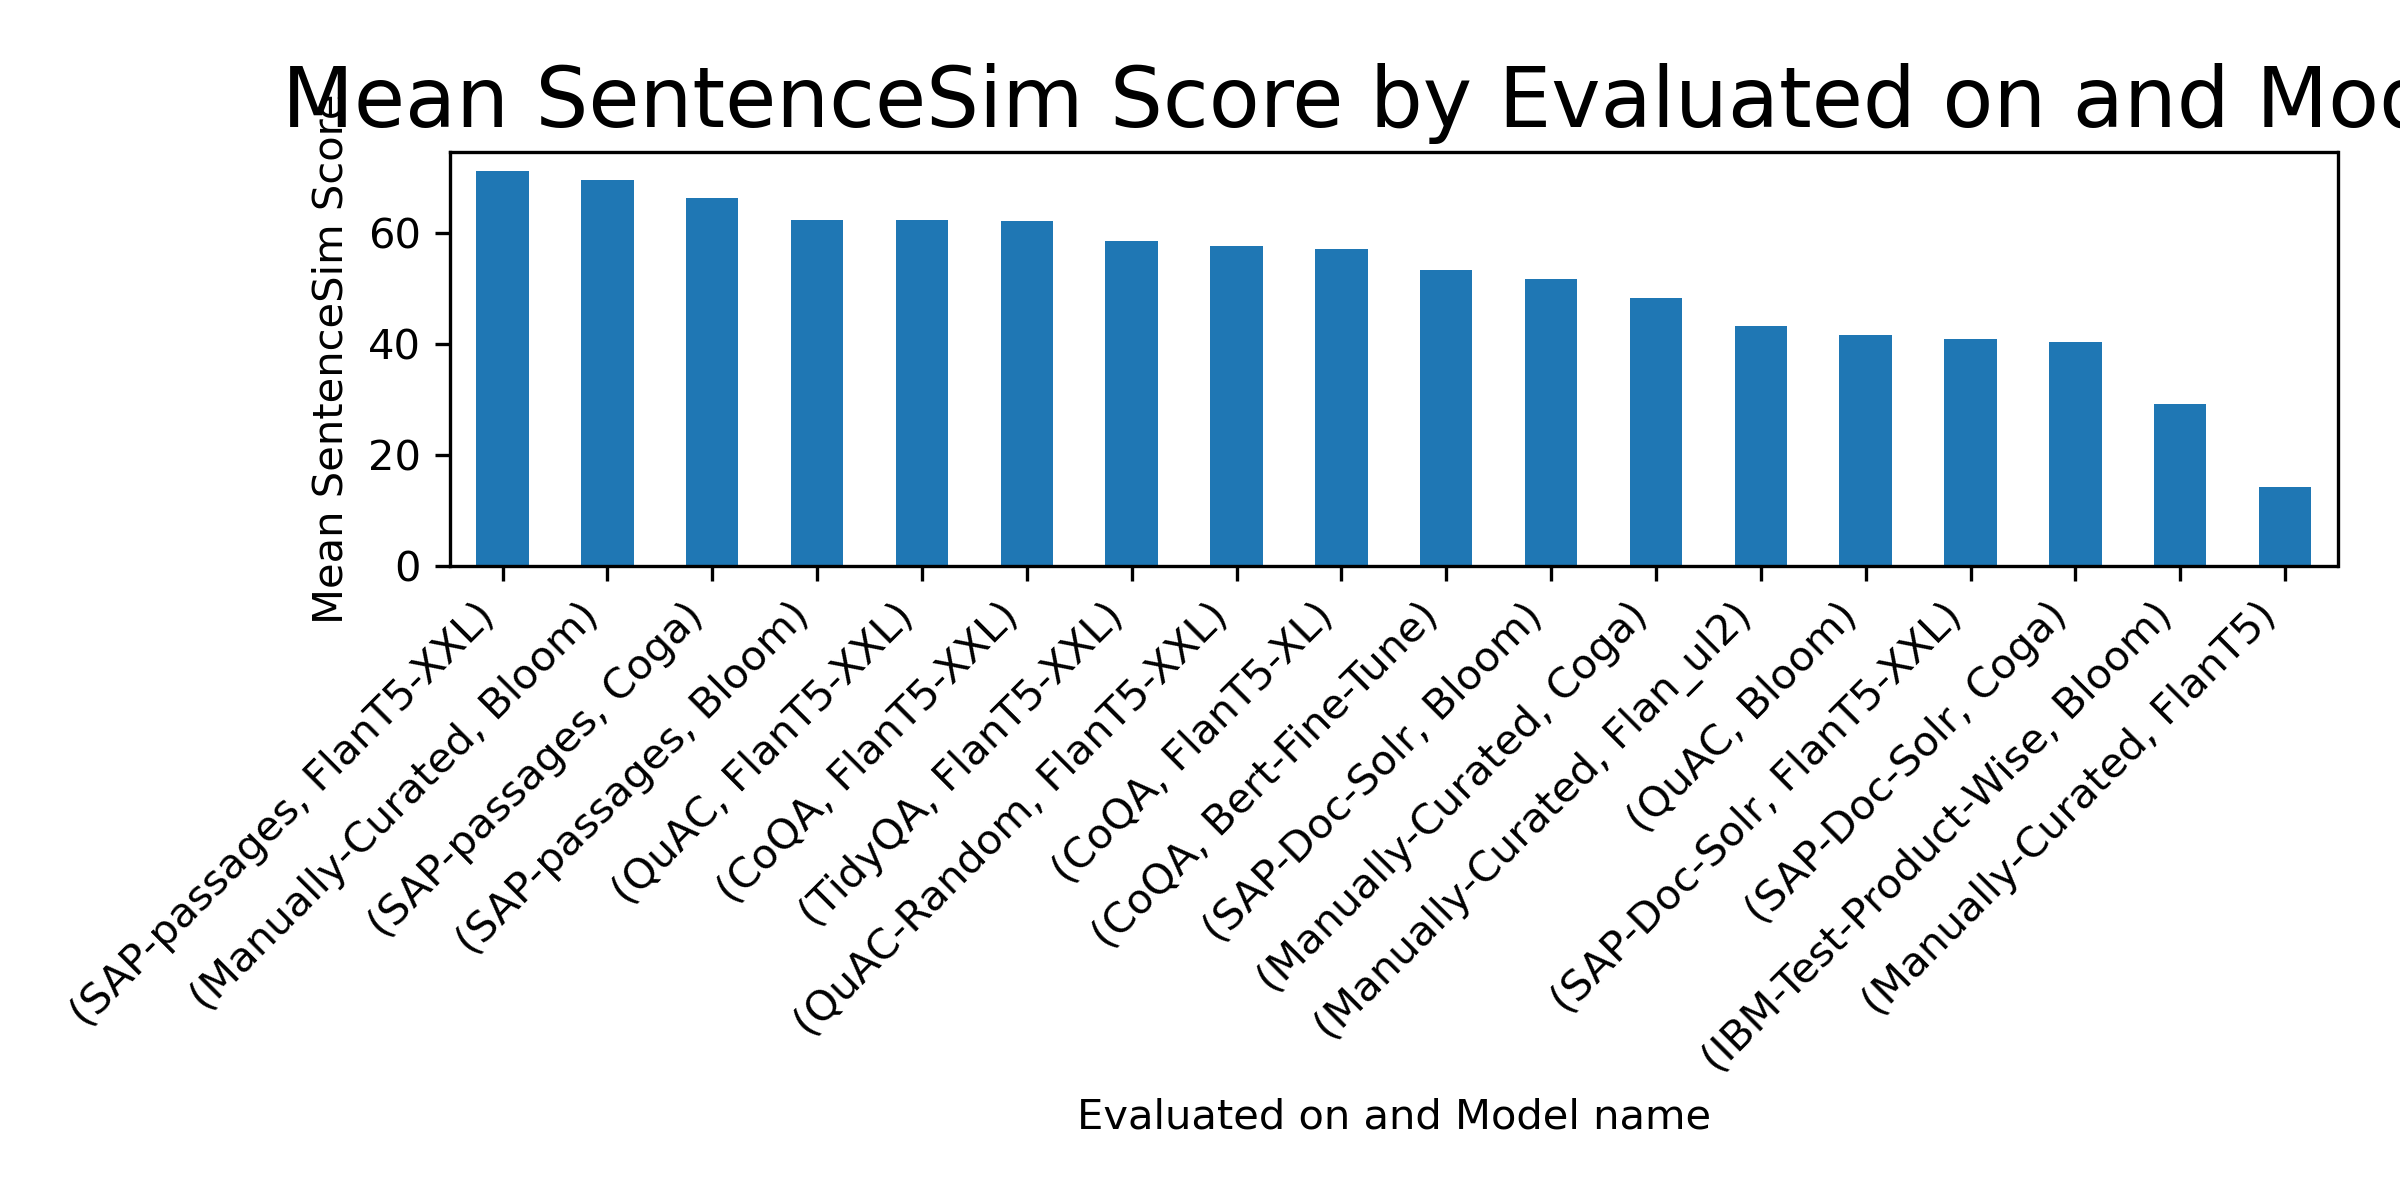 Mean SentenceSim Score by Evaluated on and Mod
Mean SentenceSim Score
60
40
20
0
(SAP-passages, FlanT5-XXL)
(Manually-Curated, Bloom)
(SAP-passages, Coga)
(SAP-passages, Bloom)
(QuAC, FlanT5-XXL)
(CoQA, FlanT5-XXL)
(TidyQA, FlanT5-XXL)
(QuAC-Random, FlanT5-XXL)
(CoQA, FlanT5-XL)
(CoQA, Bert-Fine-Tune)
(SAP-Doc-Solr, Bloom)
(Manually-Curated, Coga)
(Manually-Curated, Flan_ul2)
(QuAC, Bloom)
(SAP-Doc-Solr, FlanT5-XXL)
(SAP-Doc-Solr, Coga)
(IBM-Test-Product-Wise, Bloom)
(Manually-Curated, FlanT5)
Evaluated on and Model name